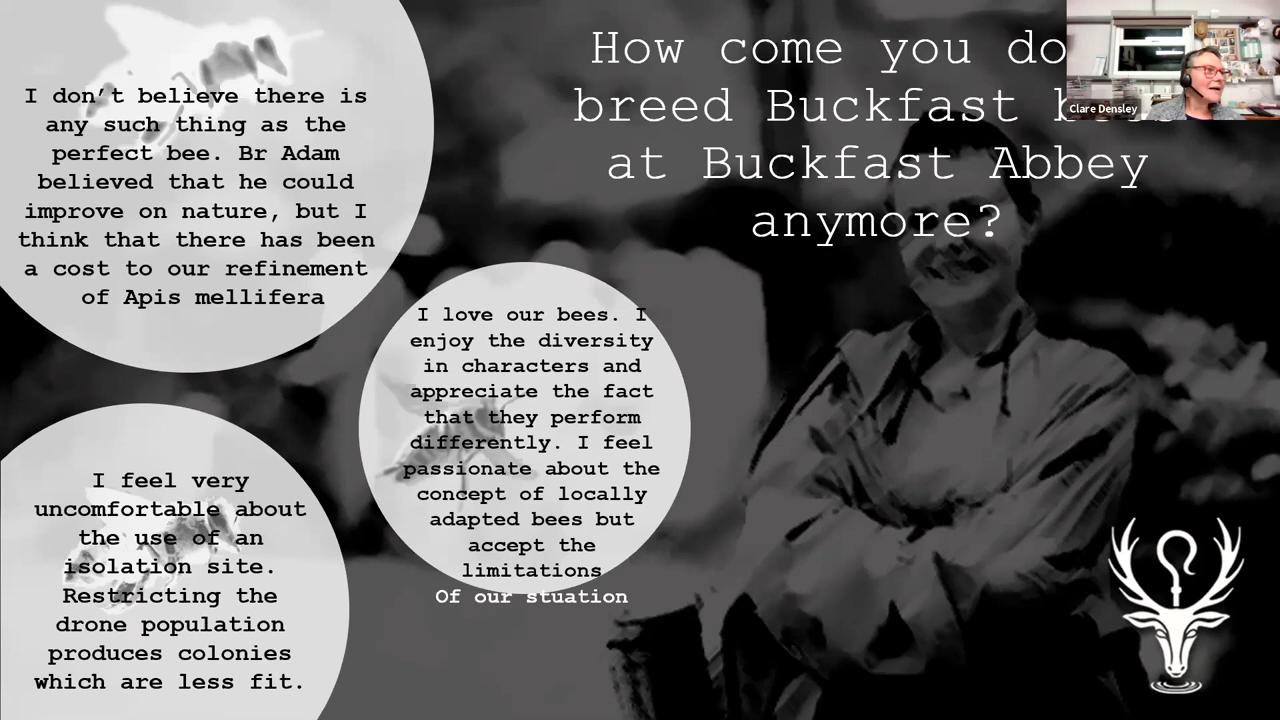 How come you do
breed Buckfast
at Buckfast Abbey
anymore?
Clare Densley
I don’t believe there is
any such thing as the
perfect bee. Br Adam
believed that he could
improve on nature, but I
think that there has been
a cost to our refinement
of Apis mellifera
I love our bees. I
enjoy the diversity
in characters and
appreciate the fact
that they perform
differently. I feel
passionate about the
concept of locally
adapted bees but
accept the
limitations
Of our stuation
I feel very
uncomfortable about
the use of an
isolation site.
Restricting the
drone population
produces colonies
which are less fit.